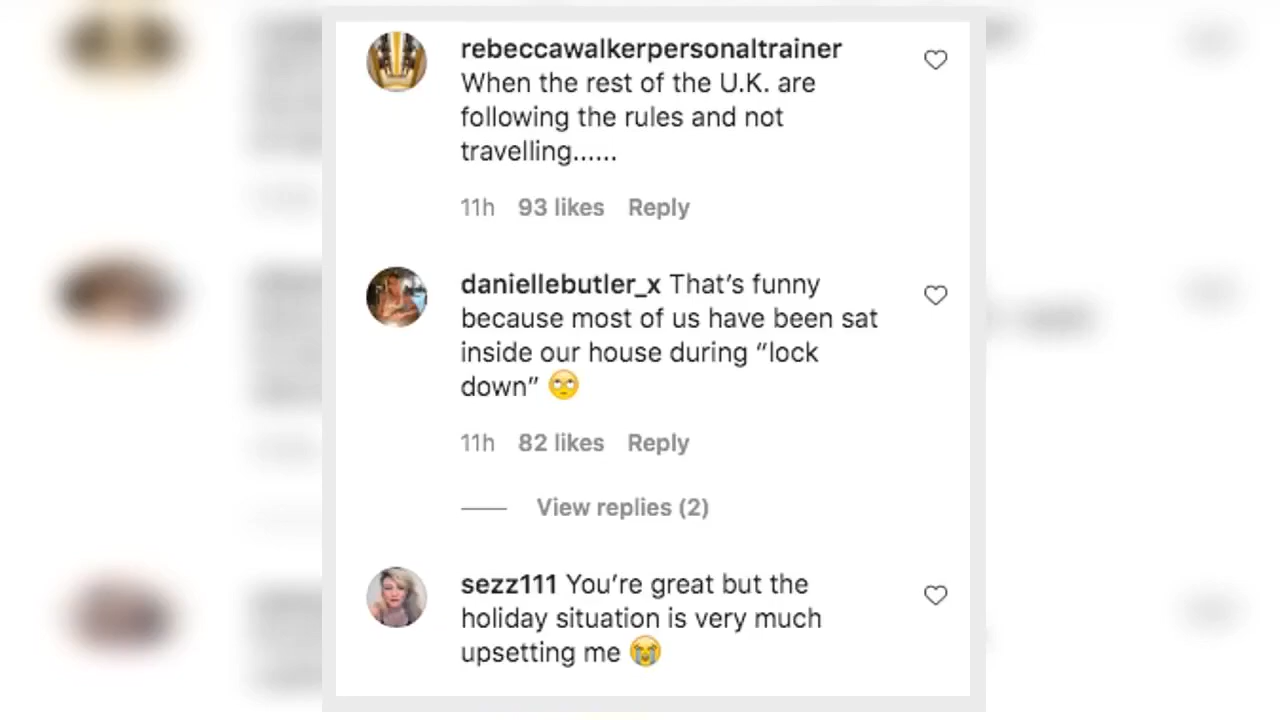 rebeccawalkerpersonaltrainer
When the rest of the U.K. are
following the rules and not
travelling......
11h 93 likes Reply
daniellebutler_x That's funny
because most of us have been sat
inside our house during “lock
down” 🙄
11h 82 likes Reply
View replies (2)
sezz111 You're great but the
holiday situation is very much
upsetting me 😭